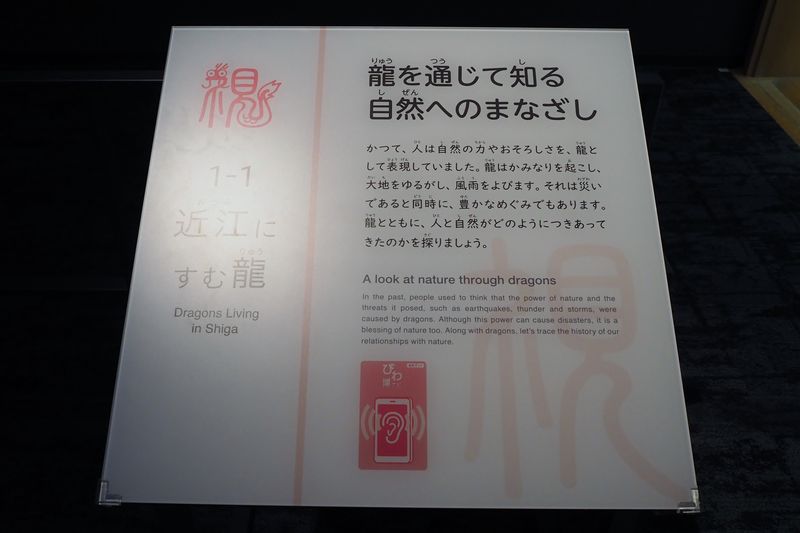 1-1
近江に
すむ龍
Dragons Living
in Shiga
龍を通じて知る
自然へのまなざし
かつて、人は自然の力やおそろしさを、龍と
して表現していました。龍はかみなりを起こし、
大地をゆるがし、風雨をよびます。それは災い
であると同時に、豊かなめぐみでもあります。
龍とともに、人と自然がどのようにつきあって
きたのかを探りましょう。
A look at nature through dragons
In the past, people used to think that the power of nature and the
threats it posed, such as earthquakes, thunder and storms, were
caused by dragons. Although this power can cause disasters, it is a
blessing of nature too. Along with dragons, let's trace the history of our
relationships with nature.
びわ